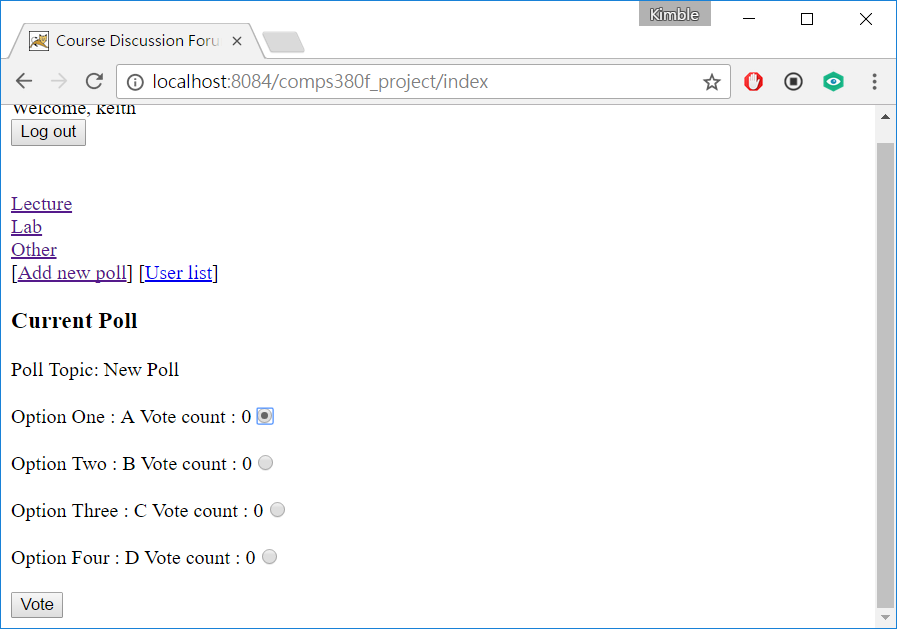 Kimble
Course Discussion Foru
localhost:8084/comps380f_project/index
Welcome, keith
Log out
Lecture
Lab
Other
[Add new poll] [User list]
Current Poll
Poll Topic: New Poll
Option One : A Vote count : 0
Option Two : B Vote count : 0
Option Three : C Vote count : 0
Option Four : D Vote count : 0
Vote